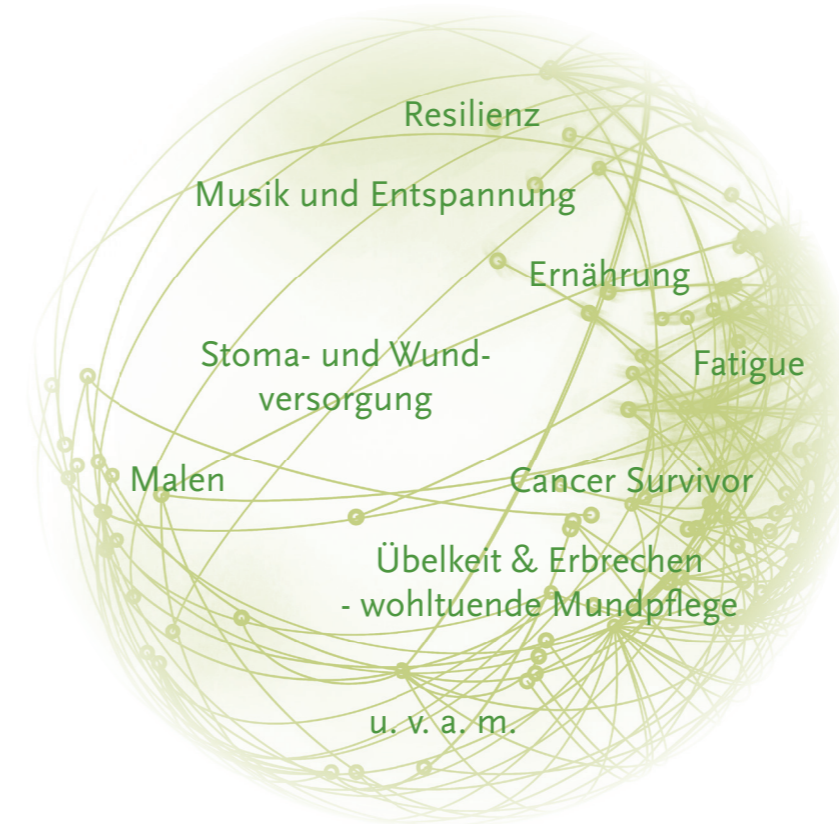 Resilienz
Musik und Entspannung
Ernährung
Stoma- und Wund-
versorgung
Fatigue
Malen
Cancer Survivor
Übelkeit & Erbrechen
- wohltuende Mundpflege
u. v. a. m.